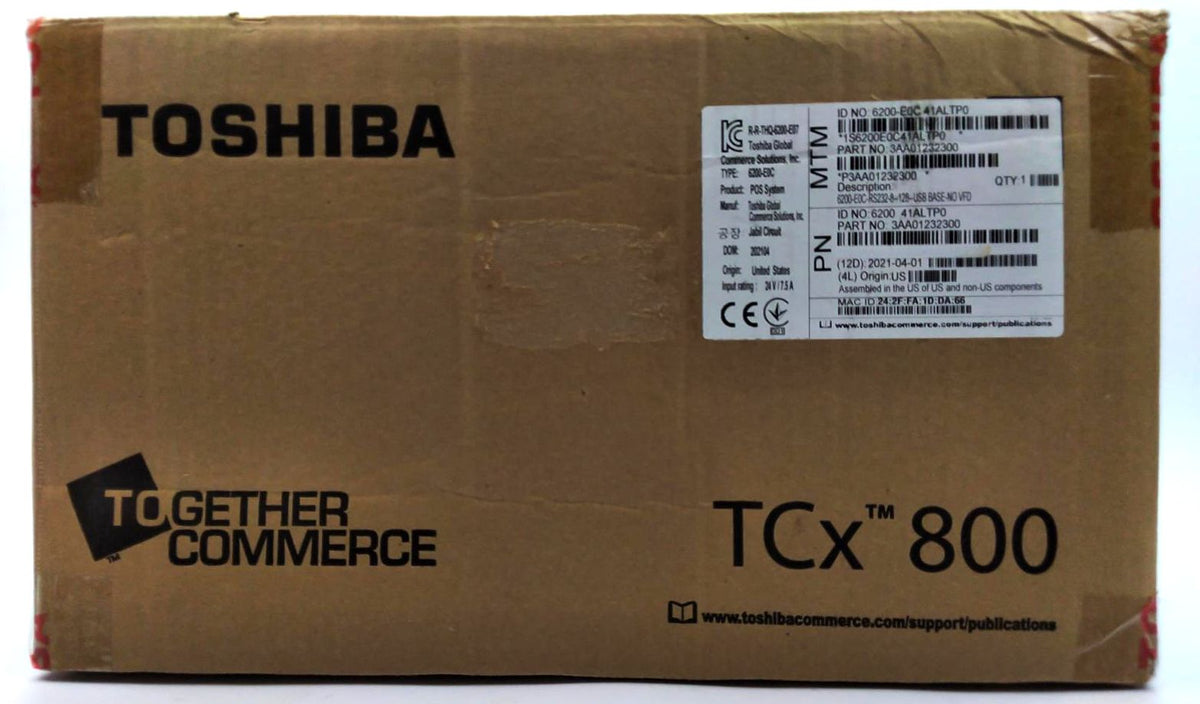 TOSHIBA
R-R-THQ-6200-E07
Toshiba Global
Commerce Solutions, Inc.
TYPE: 6200-E0C
Product: POS System
Manuf: Toshiba Global
Commerce Solutions, Inc.
공장 Jabil Circuit
DOM: 202104
Origin: United States
Input rating : 24 V / 7.5 A
CE
MTM
ID NO: 6200-E0C 41ALTP0
*1S6200E0C41ALTP0 *
PART NO: 3AA01232300
*P3AA01232300 *
QTY:1
Description:
6200-E0C-RS232-8~128~USB BASE-NO VFD
PN
ID NO: 6200 41ALTP0
PART NO: 3AA01232300
(12D): 2021-04-01
(4L) Origin:US
Assembled in the US of US and non-US components
MAC ID 24:2F:FA:1D:DA:66
www.toshibacommerce.com/support/publications
TOGETHER
COMMERCE
TM
TCx™ 800
www.toshibacommerce.com/support/publications